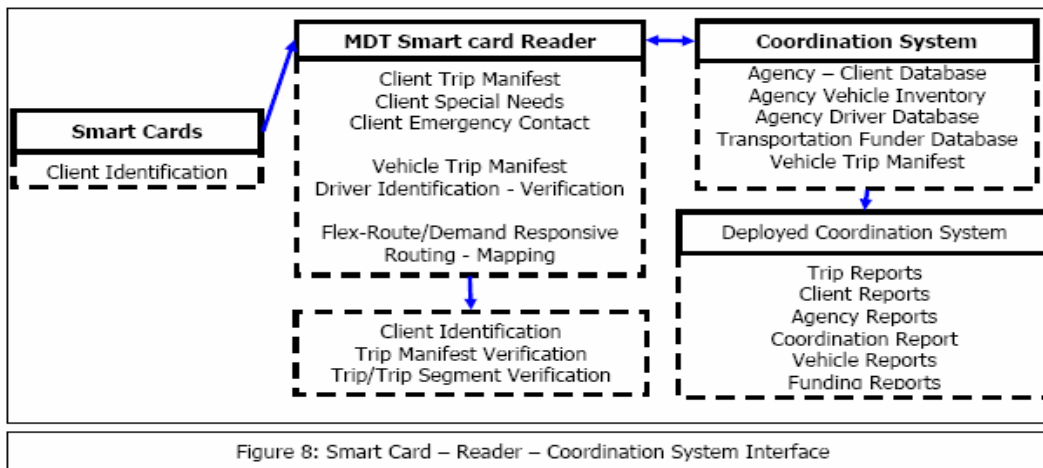 Smart Cards
Client Identification
MDT Smart card Reader
Client Trip Manifest
Client Special Needs
Client Emergency Contact
Vehicle Trip Manifest
Driver Identification - Verification
Flex-Route/Demand Responsive
Routing - Mapping
Client Identification
Trip Manifest Verification
Trip/Trip Segment Verification
Coordination System
Agency – Client Database
Agency Vehicle Inventory
Agency Driver Database
Transportation Funder Database
Vehicle Trip Manifest
Deployed Coordination System
Trip Reports
Client Reports
Agency Reports
Coordination Report
Vehicle Reports
Funding Reports
Figure 8: Smart Card – Reader – Coordination System Interface